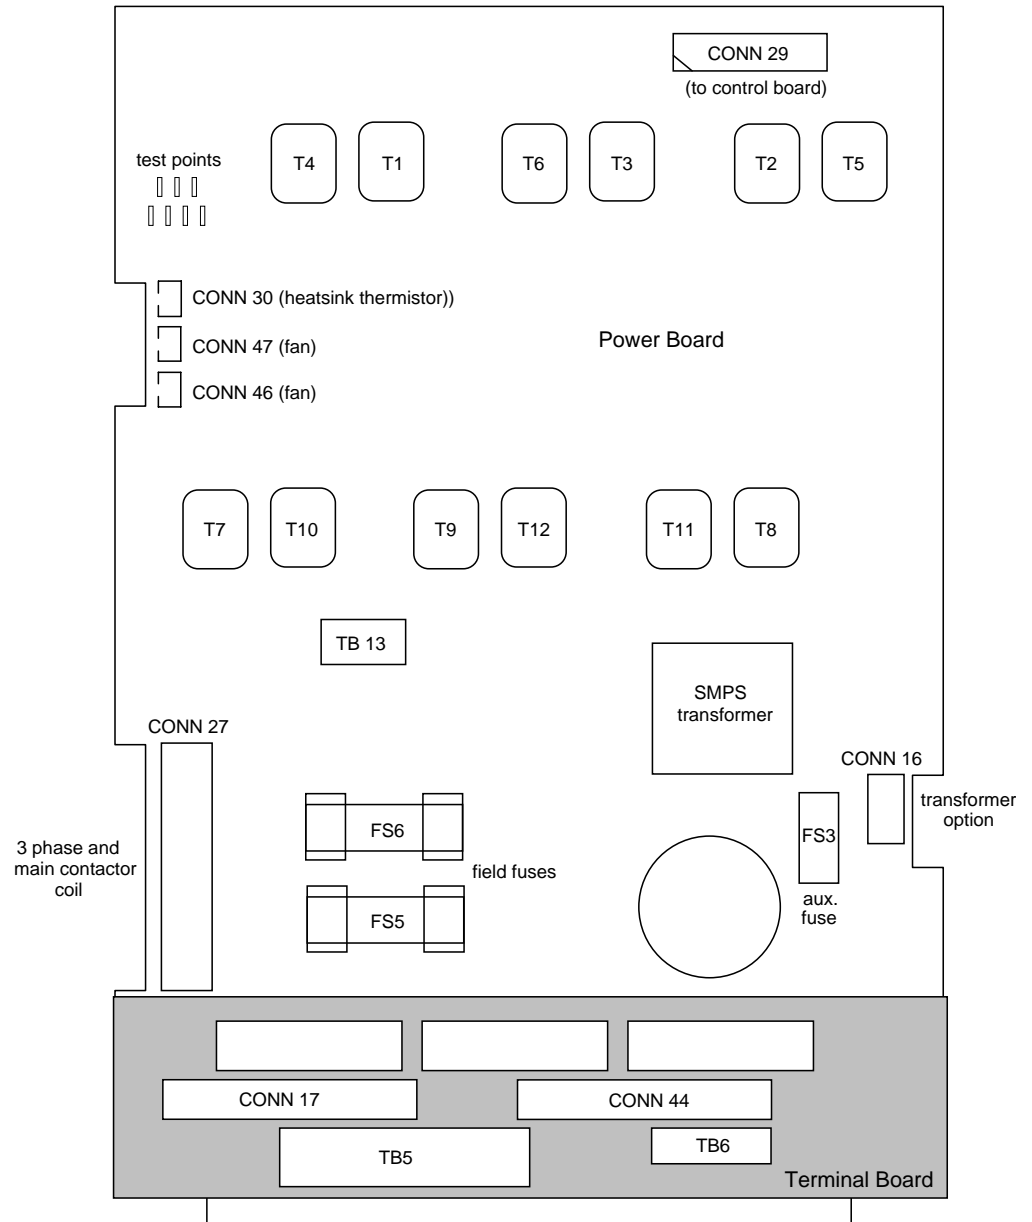 CONN 29
(to control board)
test points
T4
T1
T6
T3
T2
T5
CONN 30 (heatsink thermistor))
CONN 47 (fan)
CONN 46 (fan)
Power Board
T7
T10
T9
T12
T11
T8
TB 13
SMPS
transformer
CONN 27
CONN 16
transformer
option
3 phase and
main contactor
coil
FS6
field fuses
FS5
FS3
aux.
fuse
CONN 17
CONN 44
TB5
TB6
Terminal Board